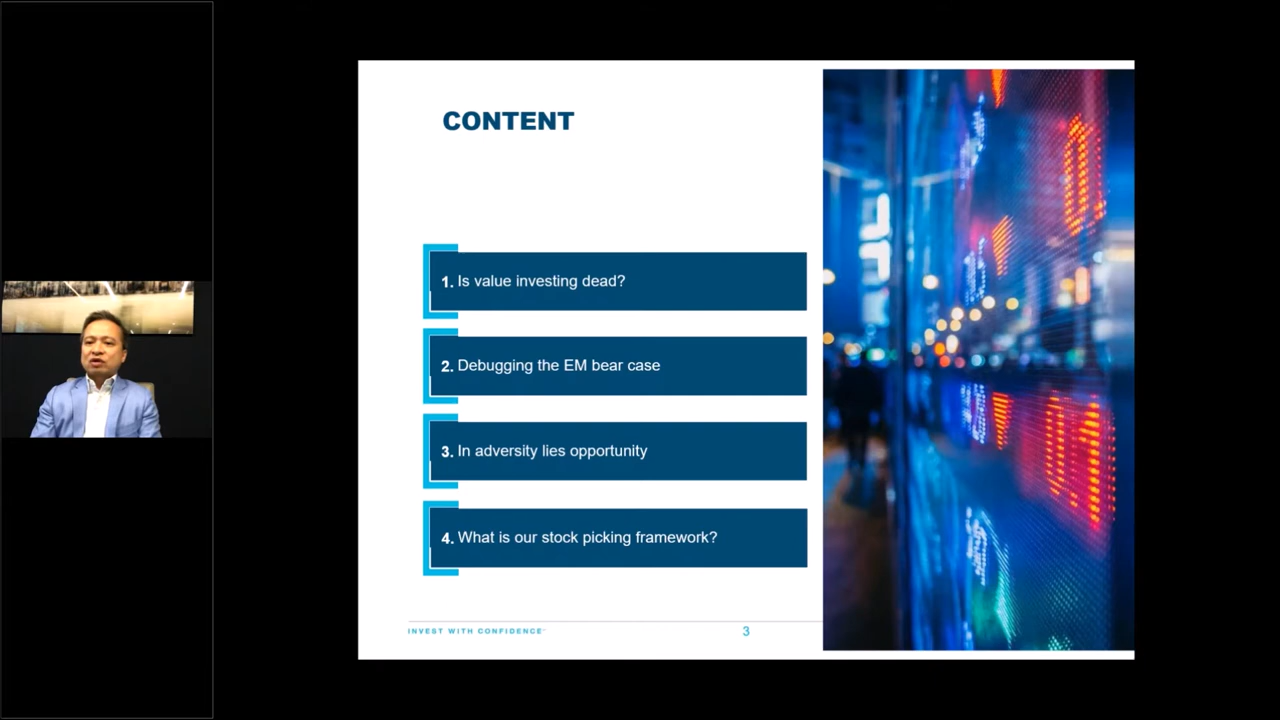 CONTENT
1. Is value investing dead?
2. Debugging the EM bear case
3. In adversity lies opportunity
4. What is our stock picking framework?
INVEST WITH CONFIDENCE
3